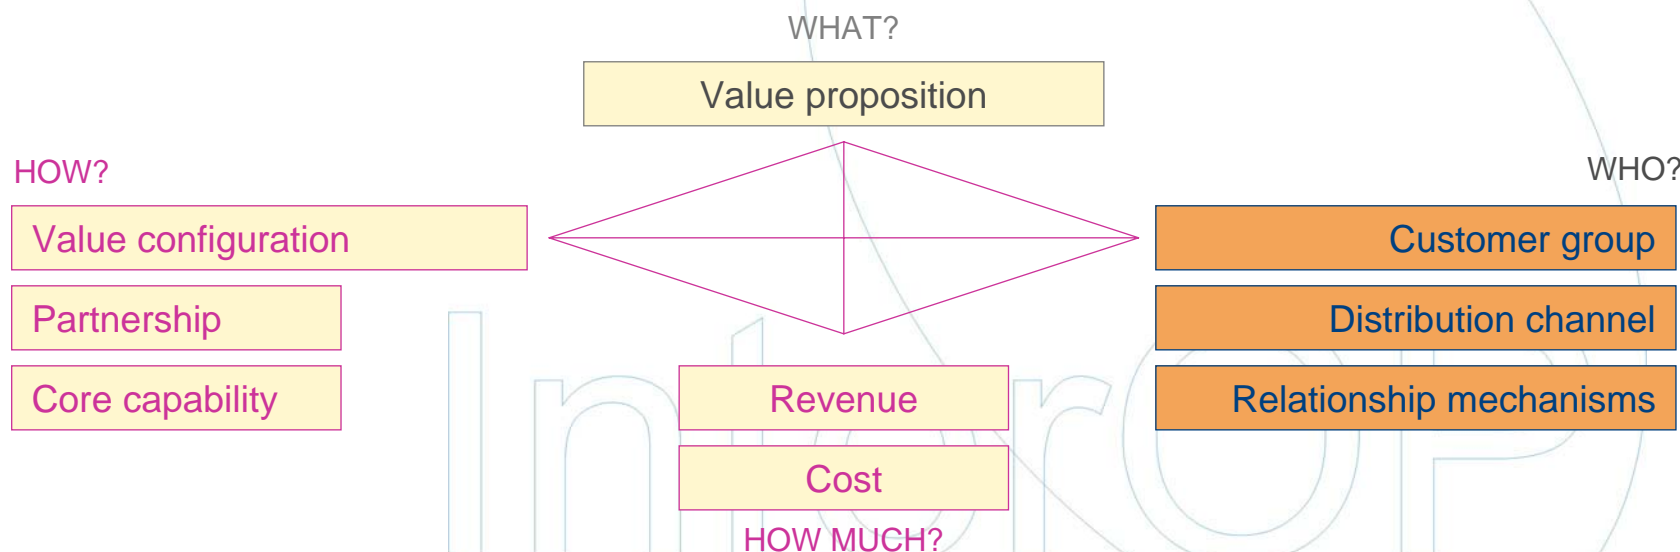 WHAT?
Value proposition
HOW?
WHO?
Value configuration
Customer group
Partnership
Distribution channel
Core capability
Revenue
Relationship mechanisms
Cost
HOW MUCH?
InteroP